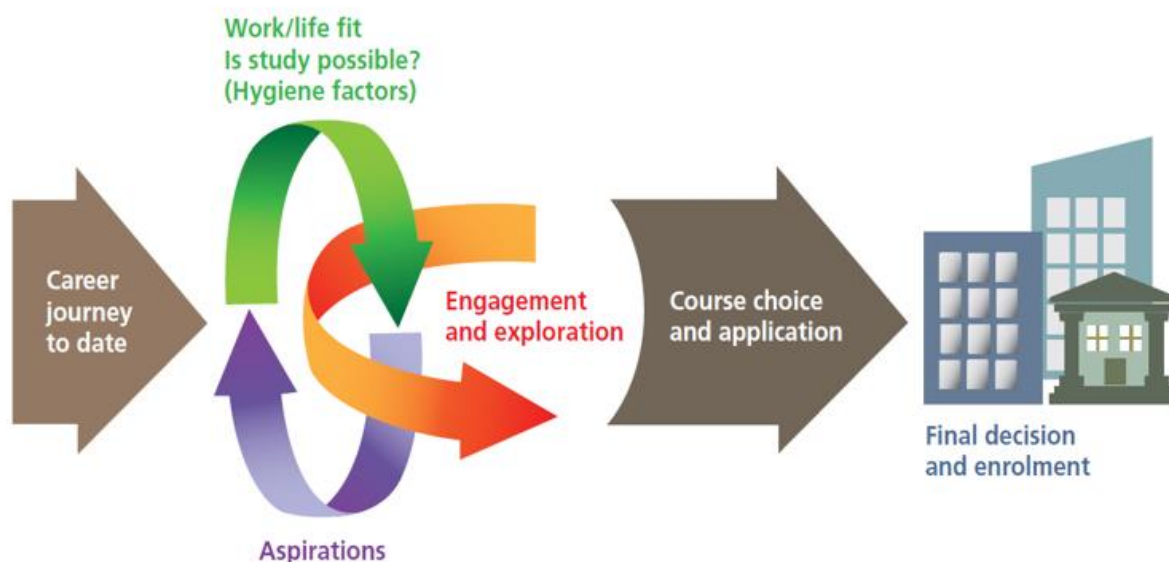 Work/life fit
Is study possible?
(Hygiene factors)
Career
journey
to date
Engagement
and exploration
Course choice
and application
Final decision
and enrolment
Aspirations